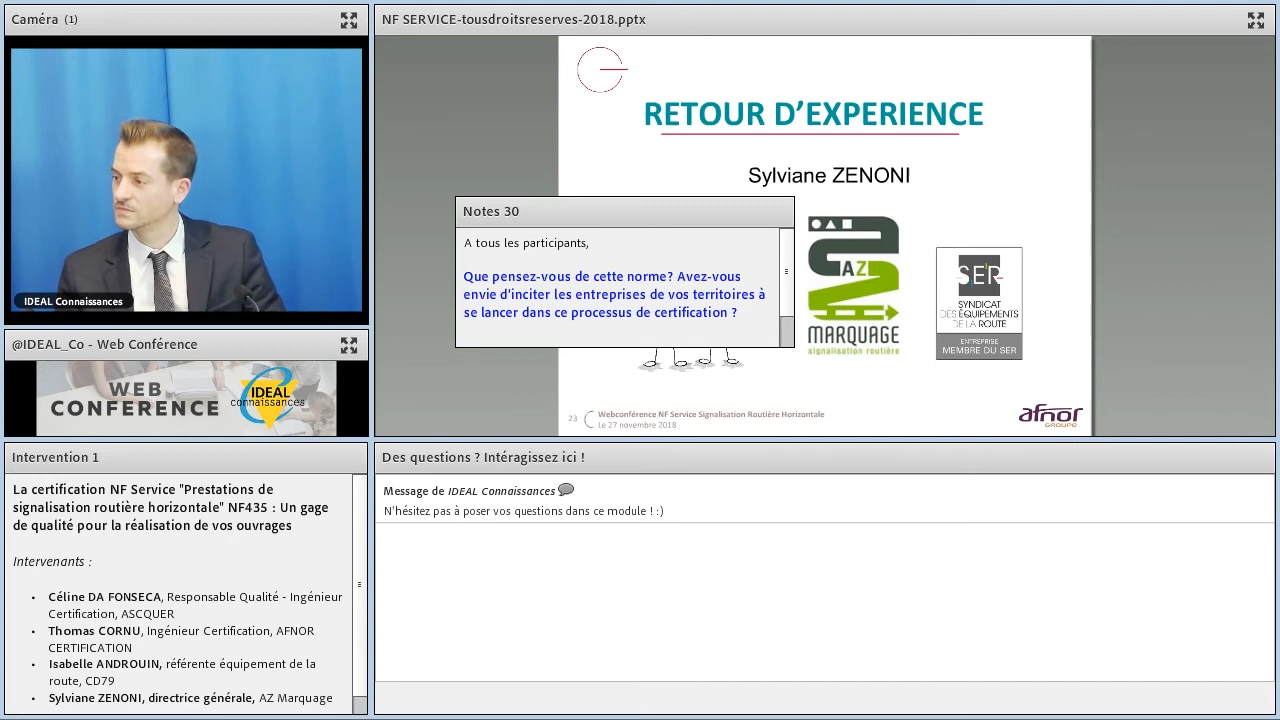 Caméra (1)
IDEAL Connaissances
@IDEAL_Co - Web Conférence
WEB
CONFERENCE
IDEAL
connaissances
Intervention 1
La certification NF Service "Prestations de
signalisation routière horizontale" NF435 : Un gage
de qualité pour la réalisation de vos ouvrages
Intervenants :
• Céline DA FONSECA, Responsable Qualité - Ingénieur
Certification, ASCQUER
• Thomas CORNU, Ingénieur Certification, AFNOR
CERTIFICATION
• Isabelle ANDROUIN, référente équipement de la
route, CD79
• Sylviane ZENONI, directrice générale, AZ Marquage
NF SERVICE-tousdroitsreserves-2018.pptx
RETOUR D’EXPERIENCE
Sylviane ZENONI
Notes 30
A tous les participants,
Que pensez-vous de cette norme? Avez-vous
envie d'inciter les entreprises de vos territoires à
se lancer dans ce processus de certification ?
AZ
MARQUAGE
signalisation routière
SER
SYNDICAT
DES ÉQUIPEMENTS
DE LA ROUTE
ENTREPRISE
MEMBRE DU SER
23
Webconférence NF Service Signalisation Routière Horizontale
Le 27 novembre 2018
afnor
GROUPE
Des questions ? Intéragissez ici !
Message de IDEAL Connaissances
N'hésitez pas à poser vos questions dans ce module ! :)